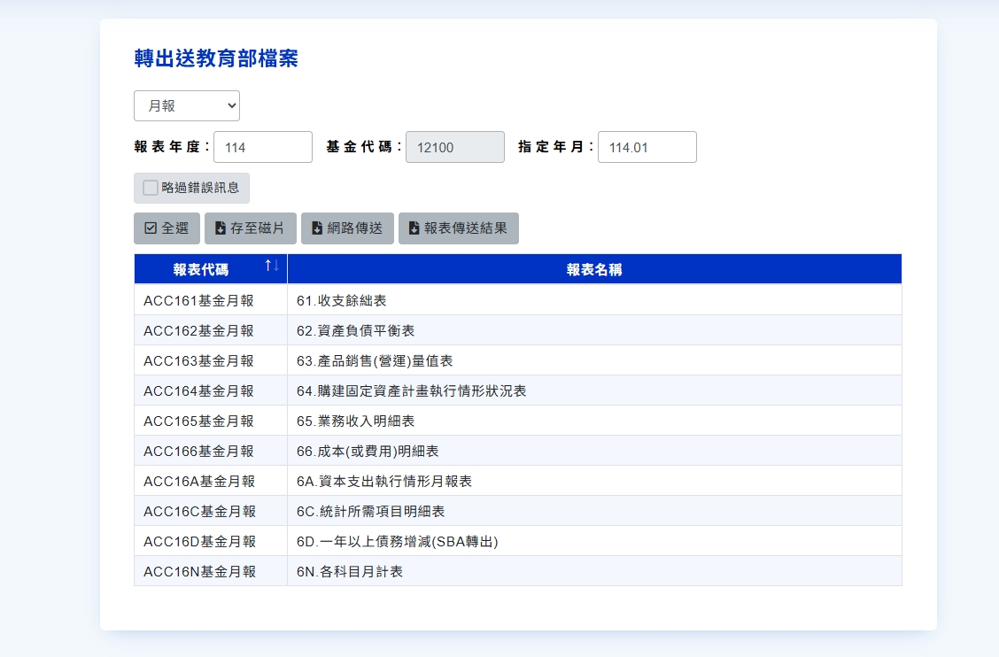 轉出送教育部檔案
月報
報表年度： 114 基金代碼： 12100 指定年月： 114.01
略過錯誤訊息
全選 存至磁片 網路傳送 報表傳送結果
報表代碼 ↑↓ 報表名稱
ACC161基金月報 61.收支餘絀表
ACC162基金月報 62.資產負債平衡表
ACC163基金月報 63.產品銷售(營運)量值表
ACC164基金月報 64.購建固定資產計畫執行情形狀況表
ACC165基金月報 65.業務收入明細表
ACC166基金月報 66.成本(或費用)明細表
ACC16A基金月報 6A.資本支出執行情形月報表
ACC16C基金月報 6C.統計所需項目明細表
ACC16D基金月報 6D.一年以上債務增減(SBA轉出)
ACC16N基金月報 6N.各科目月計表